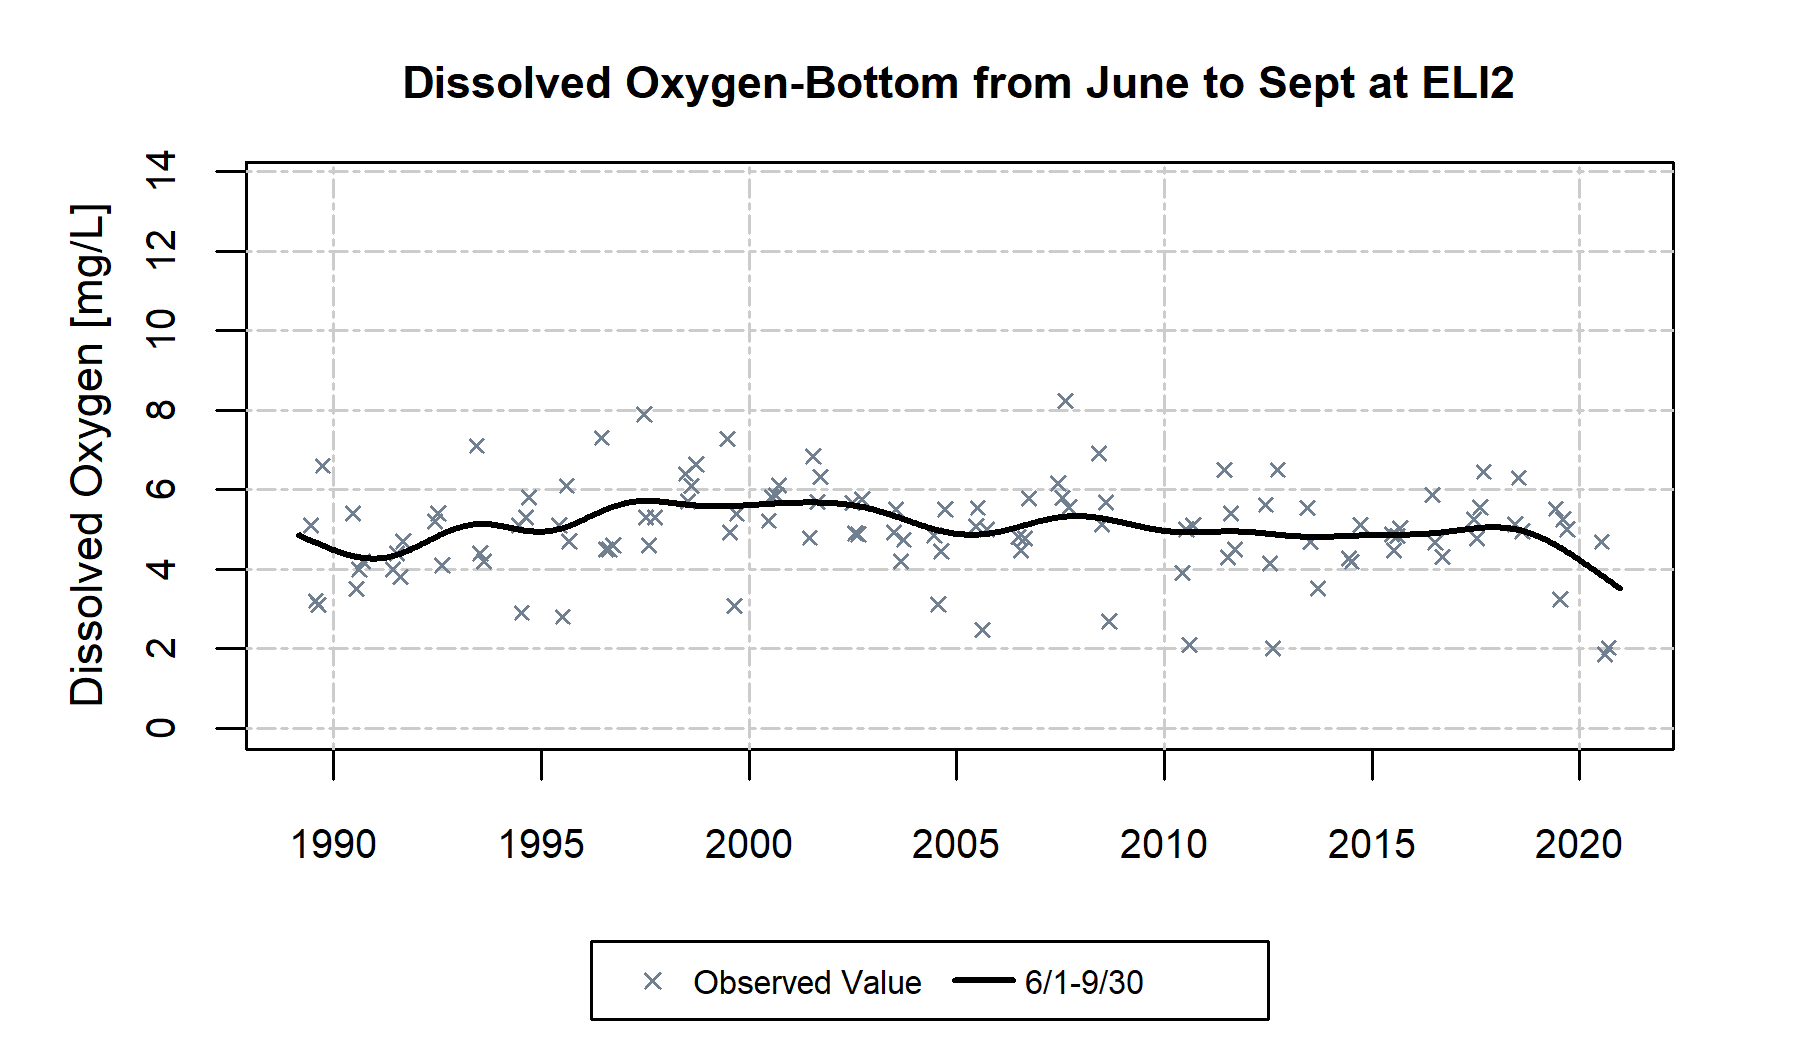 Dissolved Oxygen-Bottom from June to Sept at ELI2
Dissolved Oxygen [mg/L]
14
12
10
8
6
4
2
0
1990 1995 2000 2005 2010 2015 2020
Observed Value 6/1-9/30